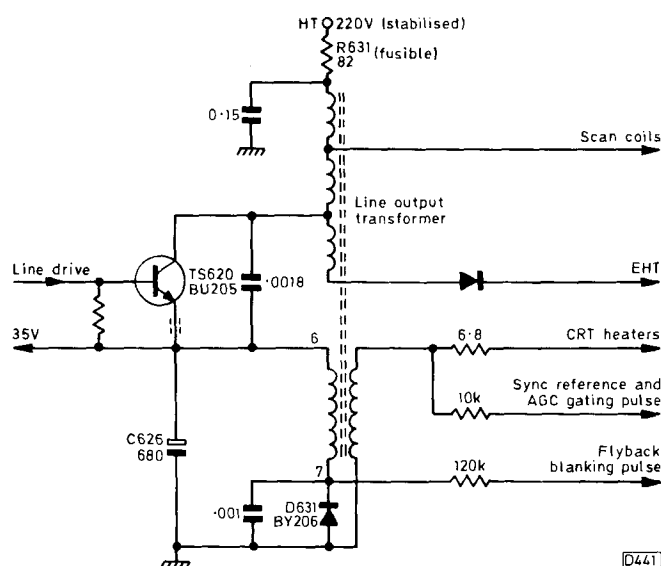 HT 220V (stabilised)
R631 (fusible)
82
0·15
Scan coils
Line output
transformer
Line drive
TS620
BU205
·0018
EHT
35V
6
6·8
CRT heaters
10k
Sync reference and
AGC gating pulse
C626
680
7
120k
Flyback
blanking pulse
·001
D631
BY206
D441